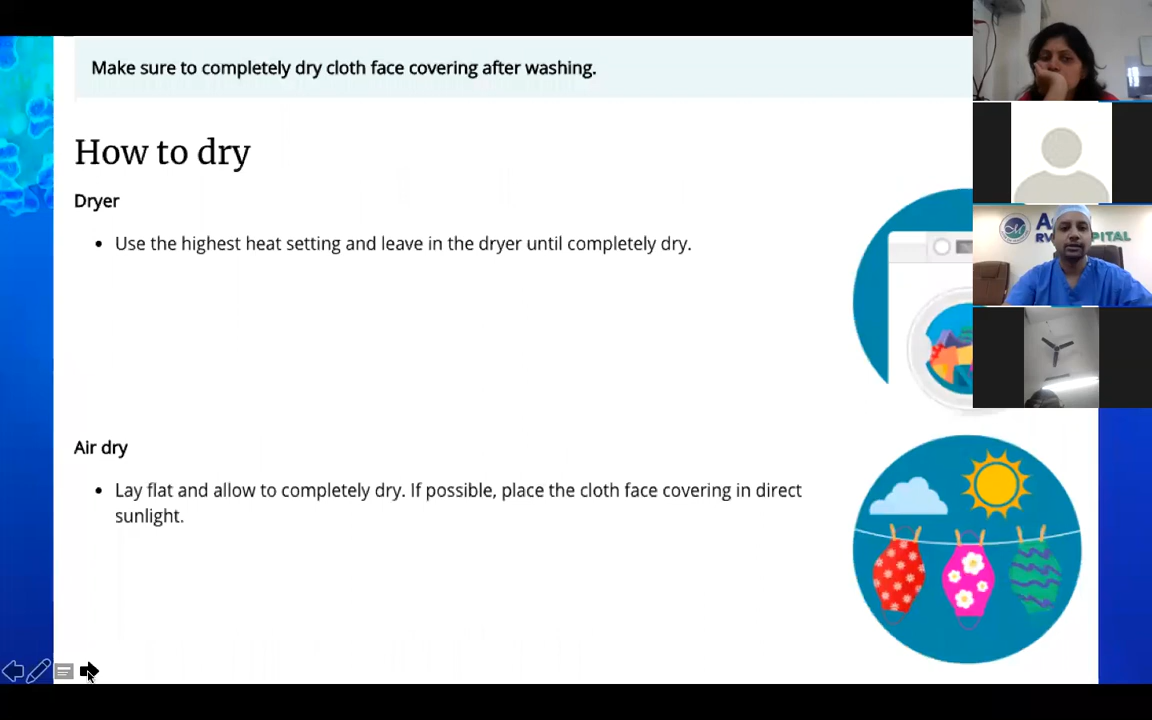 Make sure to completely dry cloth face covering after washing.
How to dry
Dryer
• Use the highest heat setting and leave in the dryer until completely dry.
Air dry
• Lay flat and allow to completely dry. If possible, place the cloth face covering in direct
sunlight.